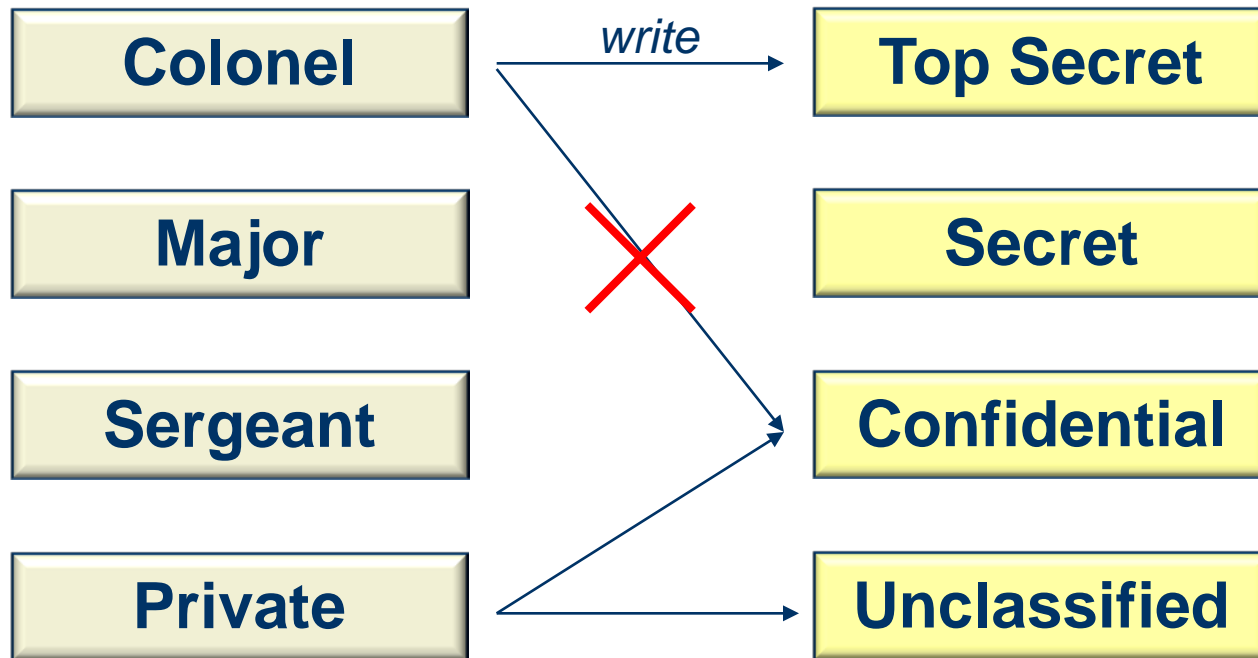 Colonel
write
Top Secret
Major
Secret
Sergeant
Confidential
Private
Unclassified